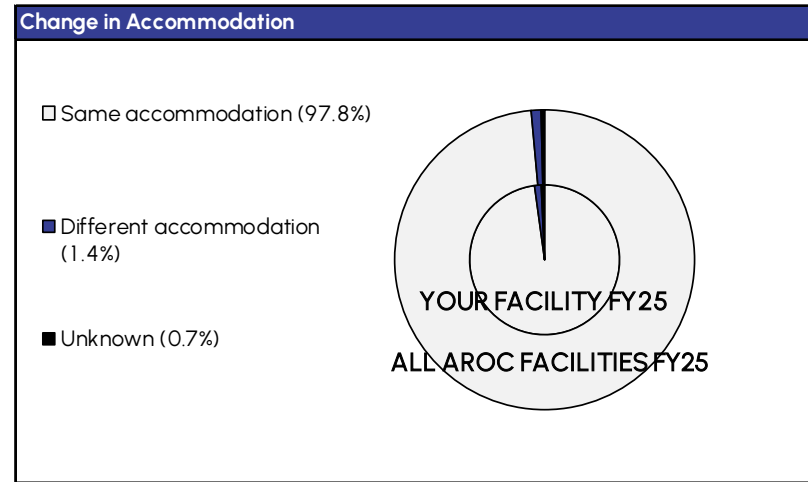 Change in Accommodation
Same accommodation (97.8%)
Different accommodation
(1.4%)
Unknown (0.7%)
YOUR FACILITY FY25
ALL AROC FACILITIES FY25